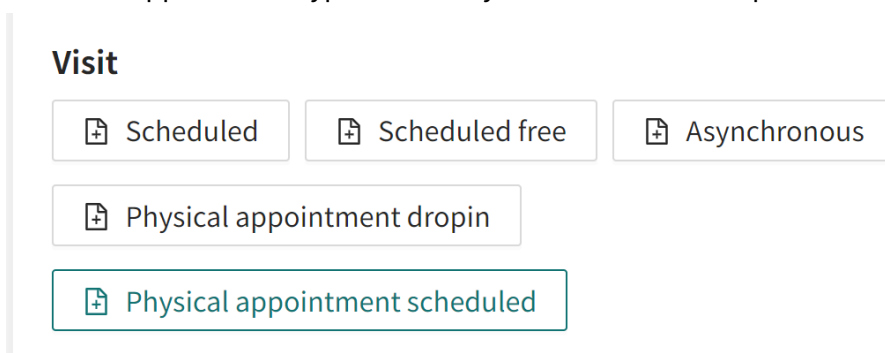 Visit
Scheduled Scheduled free Asynchronous
Physical appointment dropin
Physical appointment scheduled